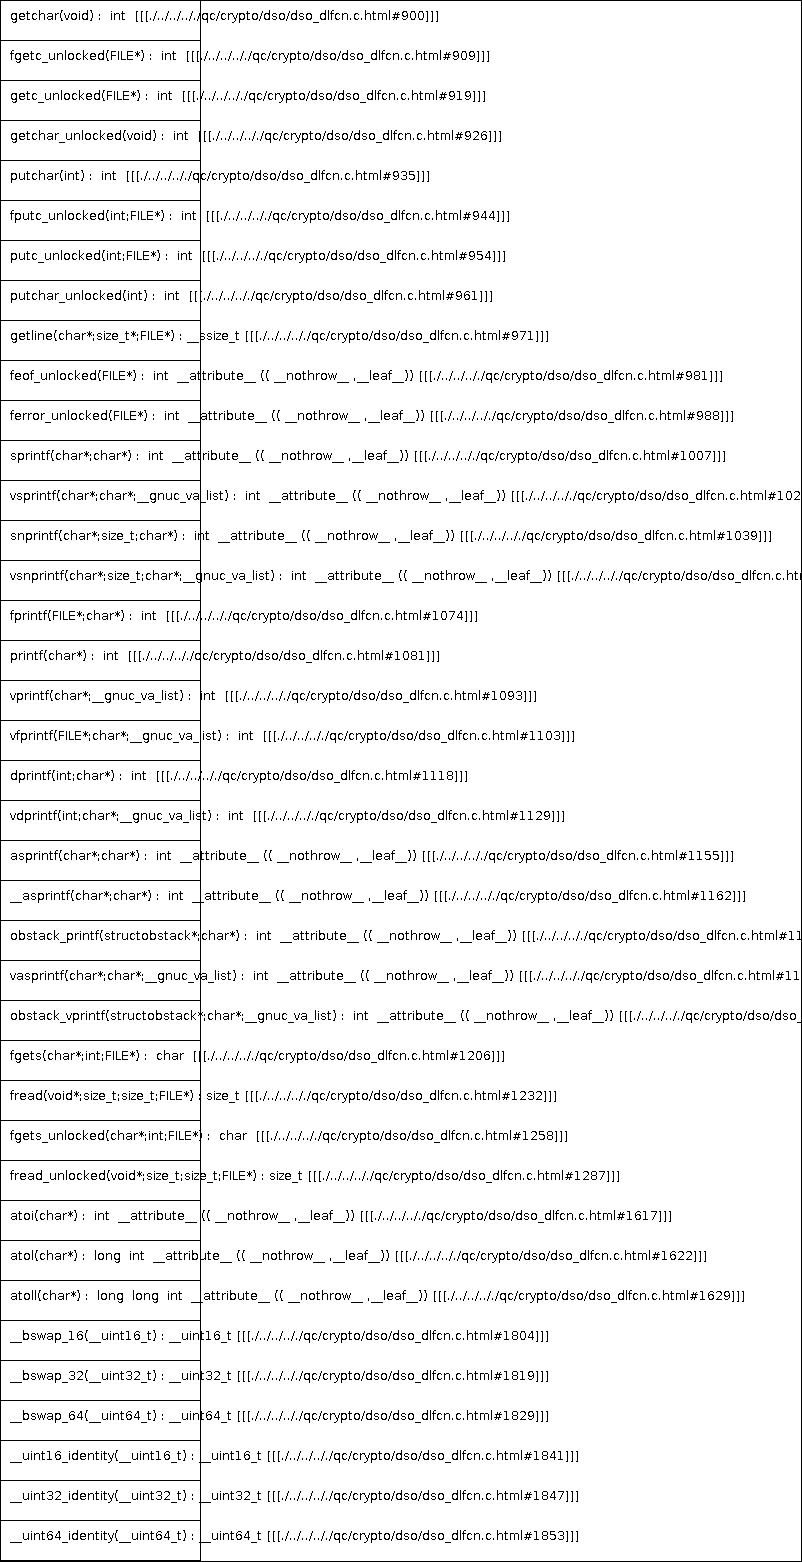 getchar(void) : int [[[./../../../../qc/crypto/dso/dso_dlfcn.c.html#900]]]
fgetc_unlocked(FILE*) : int [[[./../../../../qc/crypto/dso/dso_dlfcn.c.html#909]]]
getc_unlocked(FILE*) : int [[[./../../../../qc/crypto/dso/dso_dlfcn.c.html#919]]]
getchar_unlocked(void) : int [[[./../../../../qc/crypto/dso/dso_dlfcn.c.html#926]]]
putchar(int) : int [[[./../../../../qc/crypto/dso/dso_dlfcn.c.html#935]]]
fputc_unlocked(int;FILE*) : int [[[./../../../../qc/crypto/dso/dso_dlfcn.c.html#944]]]
putc_unlocked(int;FILE*) : int [[[./../../../../qc/crypto/dso/dso_dlfcn.c.html#954]]]
putchar_unlocked(int) : int [[[./../../../../qc/crypto/dso/dso_dlfcn.c.html#961]]]
getline(char*;size_t*;FILE*) : __ssize_t [[[./../../../../qc/crypto/dso/dso_dlfcn.c.html#971]]]
feof_unlocked(FILE*) : int __attribute__ (( __nothrow__ ,__leaf__)) [[[./../../../../qc/crypto/dso/dso_dlfcn.c.html#981]]]
ferror_unlocked(FILE*) : int __attribute__ (( __nothrow__ ,__leaf__)) [[[./../../../../qc/crypto/dso/dso_dlfcn.c.html#988]]]
sprintf(char*;char*) : int __attribute__ (( __nothrow__ ,__leaf__)) [[[./../../../../qc/crypto/dso/dso_dlfcn.c.html#1007]]]
vsprintf(char*;char*;__gnuc_va_list) : int __attribute__ (( __nothrow__ ,__leaf__)) [[[./../../../../qc/crypto/dso/dso_dlfcn.c.html#102
snprintf(char*;size_t;char*) : int __attribute__ (( __nothrow__ ,__leaf__)) [[[./../../../../qc/crypto/dso/dso_dlfcn.c.html#1039]]]
vsnprintf(char*;size_t;char*;__gnuc_va_list) : int __attribute__ (( __nothrow__ ,__leaf__)) [[[./../../../../qc/crypto/dso/dso_dlfcn.c.ht
fprintf(FILE*;char*) : int [[[./../../../../qc/crypto/dso/dso_dlfcn.c.html#1074]]]
printf(char*) : int [[[./../../../../qc/crypto/dso/dso_dlfcn.c.html#1081]]]
vprintf(char*;__gnuc_va_list) : int [[[./../../../../qc/crypto/dso/dso_dlfcn.c.html#1093]]]
vfprintf(FILE*;char*;__gnuc_va_list) : int [[[./../../../../qc/crypto/dso/dso_dlfcn.c.html#1103]]]
dprintf(int;char*) : int [[[./../../../../qc/crypto/dso/dso_dlfcn.c.html#1118]]]
vdprintf(int;char*;__gnuc_va_list) : int [[[./../../../../qc/crypto/dso/dso_dlfcn.c.html#1129]]]
asprintf(char*;char*) : int __attribute__ (( __nothrow__ ,__leaf__)) [[[./../../../../qc/crypto/dso/dso_dlfcn.c.html#1155]]]
__asprintf(char*;char*) : int __attribute__ (( __nothrow__ ,__leaf__)) [[[./../../../../qc/crypto/dso/dso_dlfcn.c.html#1162]]]
obstack_printf(structobstack*;char*) : int __attribute__ (( __nothrow__ ,__leaf__)) [[[./../../../../qc/crypto/dso/dso_dlfcn.c.html#11
vasprintf(char*;char*;__gnuc_va_list) : int __attribute__ (( __nothrow__ ,__leaf__)) [[[./../../../../qc/crypto/dso/dso_dlfcn.c.html#11
obstack_vprintf(structobstack*;char*;__gnuc_va_list) : int __attribute__ (( __nothrow__ ,__leaf__)) [[[./../../../../qc/crypto/dso/dso_
fgets(char*;int;FILE*) : char [[[./../../../../qc/crypto/dso/dso_dlfcn.c.html#1206]]]
fread(void*;size_t;size_t;FILE*) : size_t [[[./../../../../qc/crypto/dso/dso_dlfcn.c.html#1232]]]
fgets_unlocked(char*;int;FILE*) : char [[[./../../../../qc/crypto/dso/dso_dlfcn.c.html#1258]]]
fread_unlocked(void*;size_t;size_t;FILE*) : size_t [[[./../../../../qc/crypto/dso/dso_dlfcn.c.html#1287]]]
atoi(char*) : int __attribute__ (( __nothrow__ ,__leaf__)) [[[./../../../../qc/crypto/dso/dso_dlfcn.c.html#1617]]]
atol(char*) : long int __attribute__ (( __nothrow__ ,__leaf__)) [[[./../../../../qc/crypto/dso/dso_dlfcn.c.html#1622]]]
atoll(char*) : long long int __attribute__ (( __nothrow__ ,__leaf__)) [[[./../../../../qc/crypto/dso/dso_dlfcn.c.html#1629]]]
__bswap_16(__uint16_t) : __uint16_t [[[./../../../../qc/crypto/dso/dso_dlfcn.c.html#1804]]]
__bswap_32(__uint32_t) : __uint32_t [[[./../../../../qc/crypto/dso/dso_dlfcn.c.html#1819]]]
__bswap_64(__uint64_t) : __uint64_t [[[./../../../../qc/crypto/dso/dso_dlfcn.c.html#1829]]]
__uint16_identity(__uint16_t) : __uint16_t [[[./../../../../qc/crypto/dso/dso_dlfcn.c.html#1841]]]
__uint32_identity(__uint32_t) : __uint32_t [[[./../../../../qc/crypto/dso/dso_dlfcn.c.html#1847]]]
__uint64_identity(__uint64_t) : __uint64_t [[[./../../../../qc/crypto/dso/dso_dlfcn.c.html#1853]]]